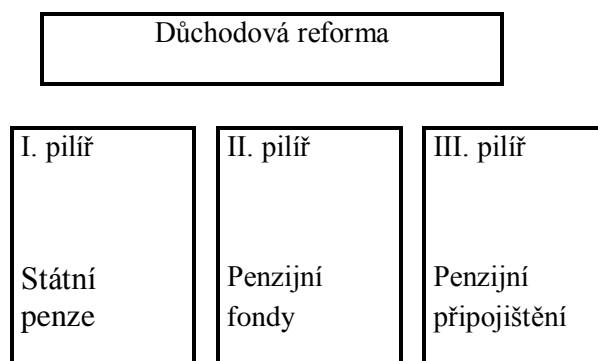 Důchodová reforma
I. pilíř
Státní
penze
II. pilíř
Penzijní
fondy
III. pilíř
Penzijní
připojištění